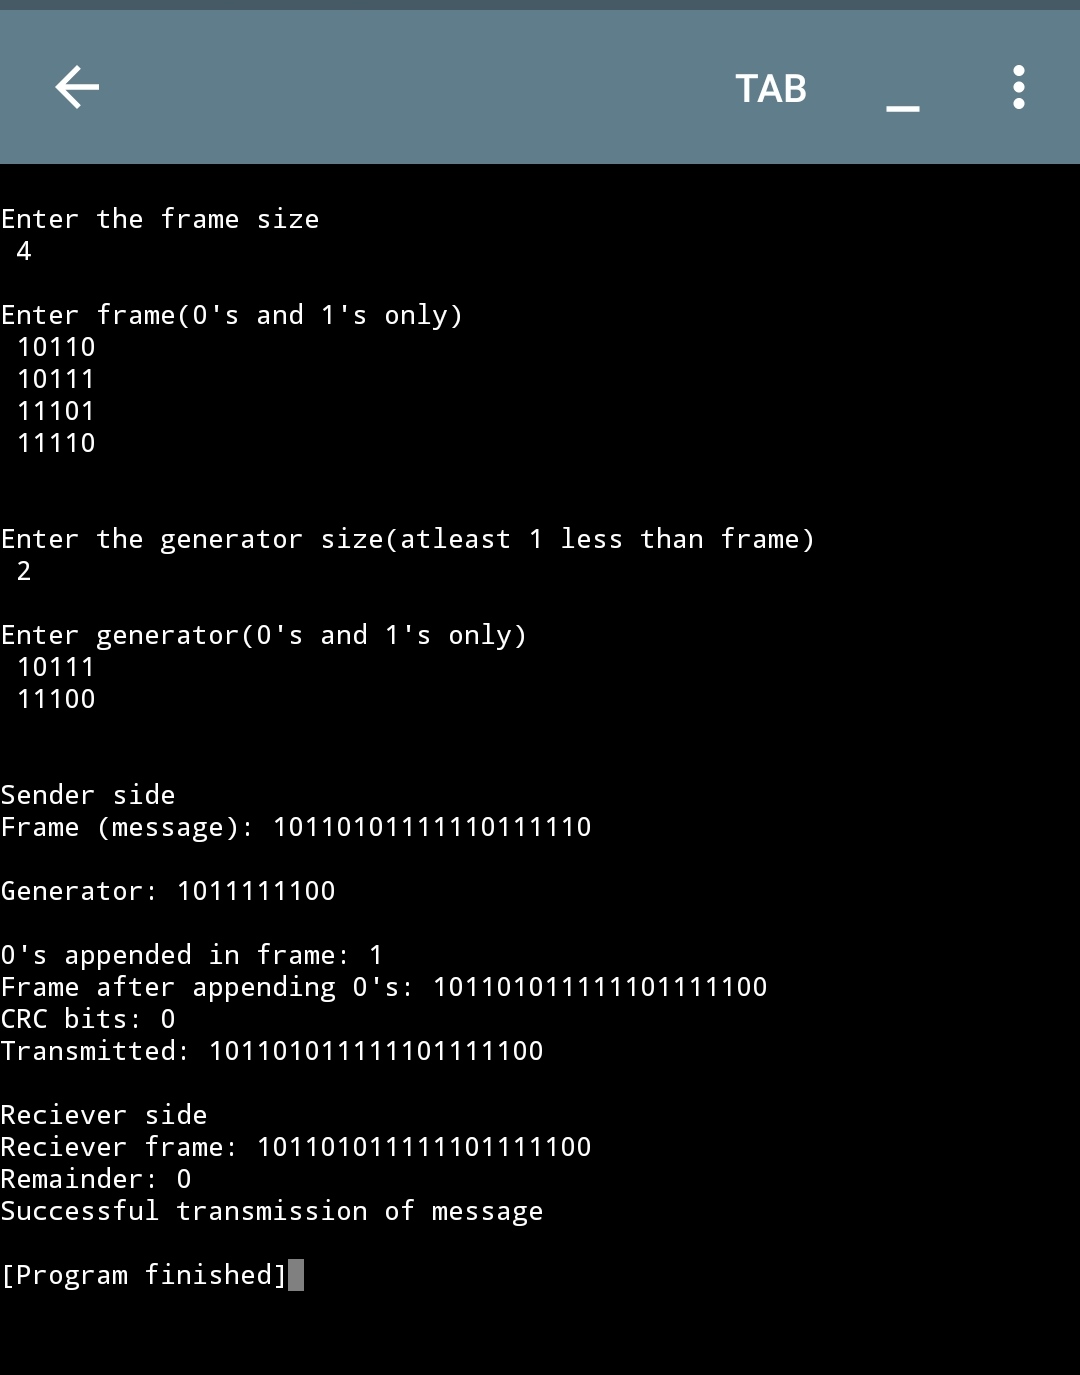 TAB
Enter the frame size
4
Enter frame(0's and 1's only)
10110
10111
11101
11110
Enter the generator size(atleast 1 less than frame)
2
Enter generator(0's and 1's only)
10111
11100
Sender side
Frame (message): 10110101111110111110
Generator: 1011111100
0's appended in frame: 1
Frame after appending 0's: 101101011111101111100
CRC bits: 0
Transmitted: 101101011111101111100
Reciever side
Reciever frame: 101101011111101111100
Remainder: 0
Successful transmission of message
[Program finished]